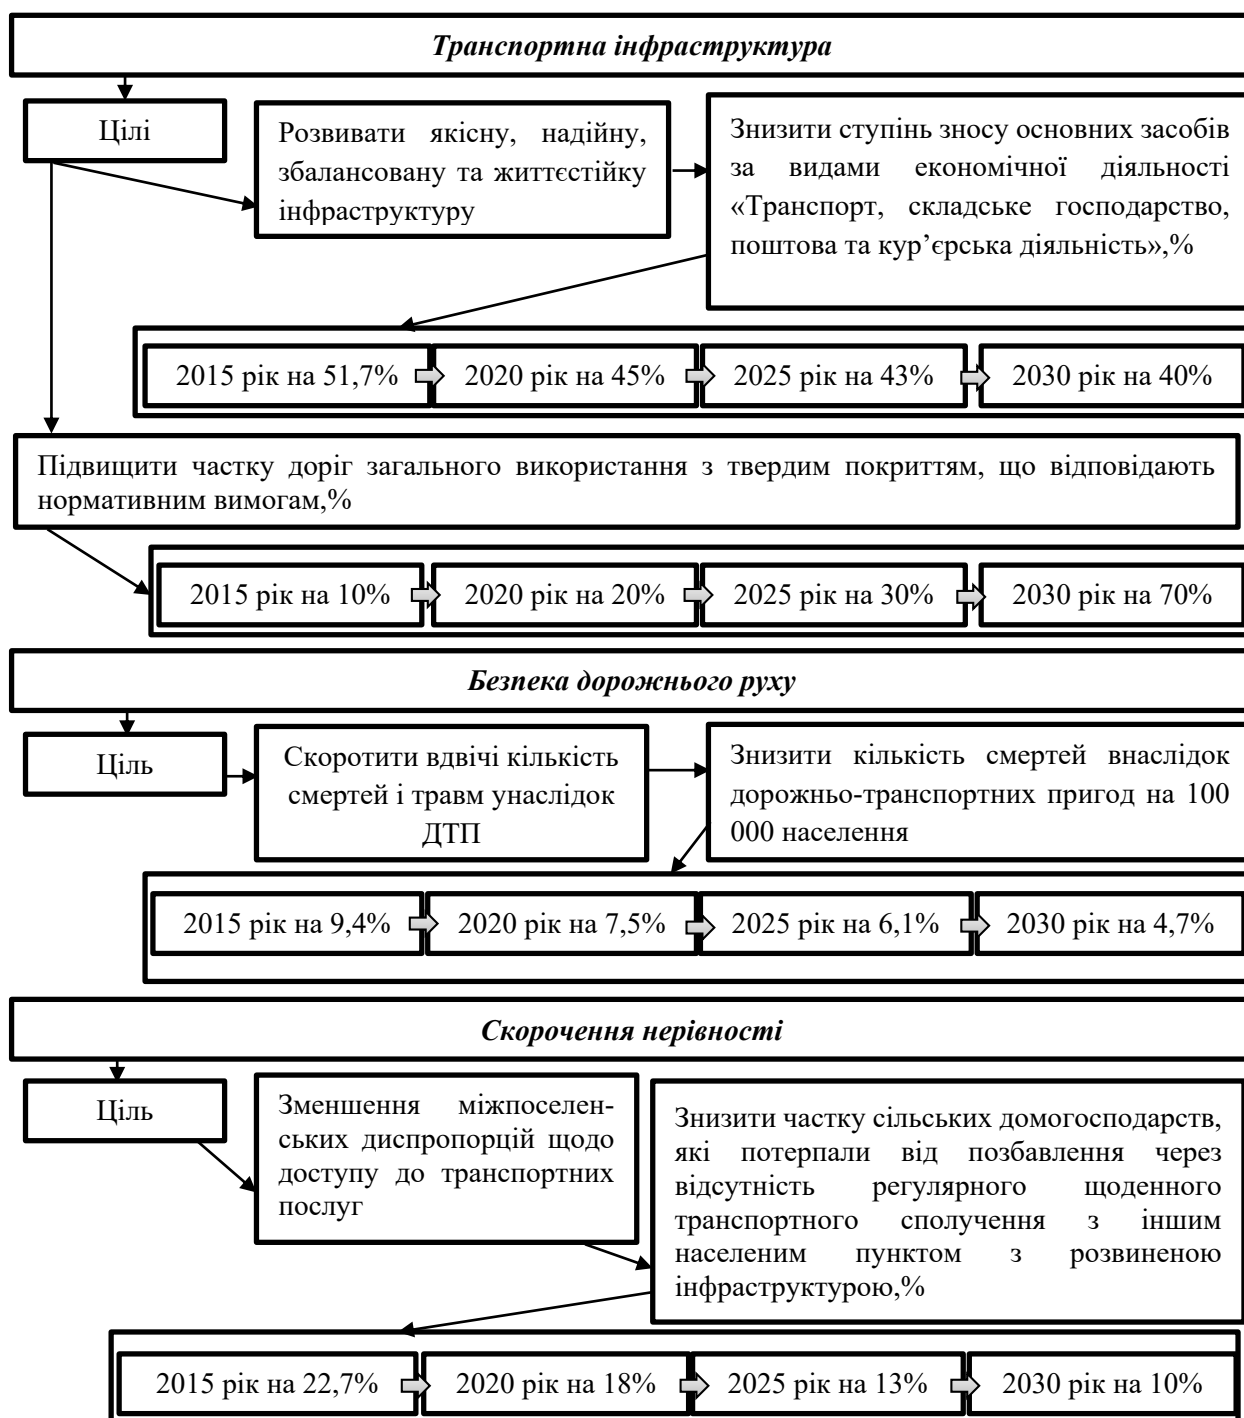 Транспортна інфраструктура
Цілі
Розвивати якісну, надійну,
збалансовану та життєстійку
інфраструктуру
Знизити ступінь зносу основних засобів
за видами економічної діяльності
«Транспорт, складське господарство,
поштова та кур’єрська діяльність»,%
2015 рік на 51,7%
2020 рік на 45%
2025 рік на 43%
2030 рік на 40%
Підвищити частку доріг загального використання з твердим покриттям, що відповідають
нормативним вимогам,%
2015 рік на 10%
2020 рік на 20%
2025 рік на 30%
2030 рік на 70%
Безпека дорожнього руху
Ціль
Скоротити вдвічі кількість
смертей і травм унаслідок
ДТП
Знизити кількість смертей внаслідок
дорожньо-транспортних пригод на 100
000 населення
2015 рік на 9,4%
2020 рік на 7,5%
2025 рік на 6,1%
2030 рік на 4,7%
Скорочення нерівності
Ціль
Зменшення міжпоселен-
ських диспропорцій щодо
доступу до транспортних
послуг
Знизити частку сільських домогосподарств,
які потерпали від позбавлення через
відсутність регулярного щоденного
транспортного сполучення з іншим
населеним пунктом з розвиненою
інфраструктурою,%
2015 рік на 22,7%
2020 рік на 18%
2025 рік на 13%
2030 рік на 10%